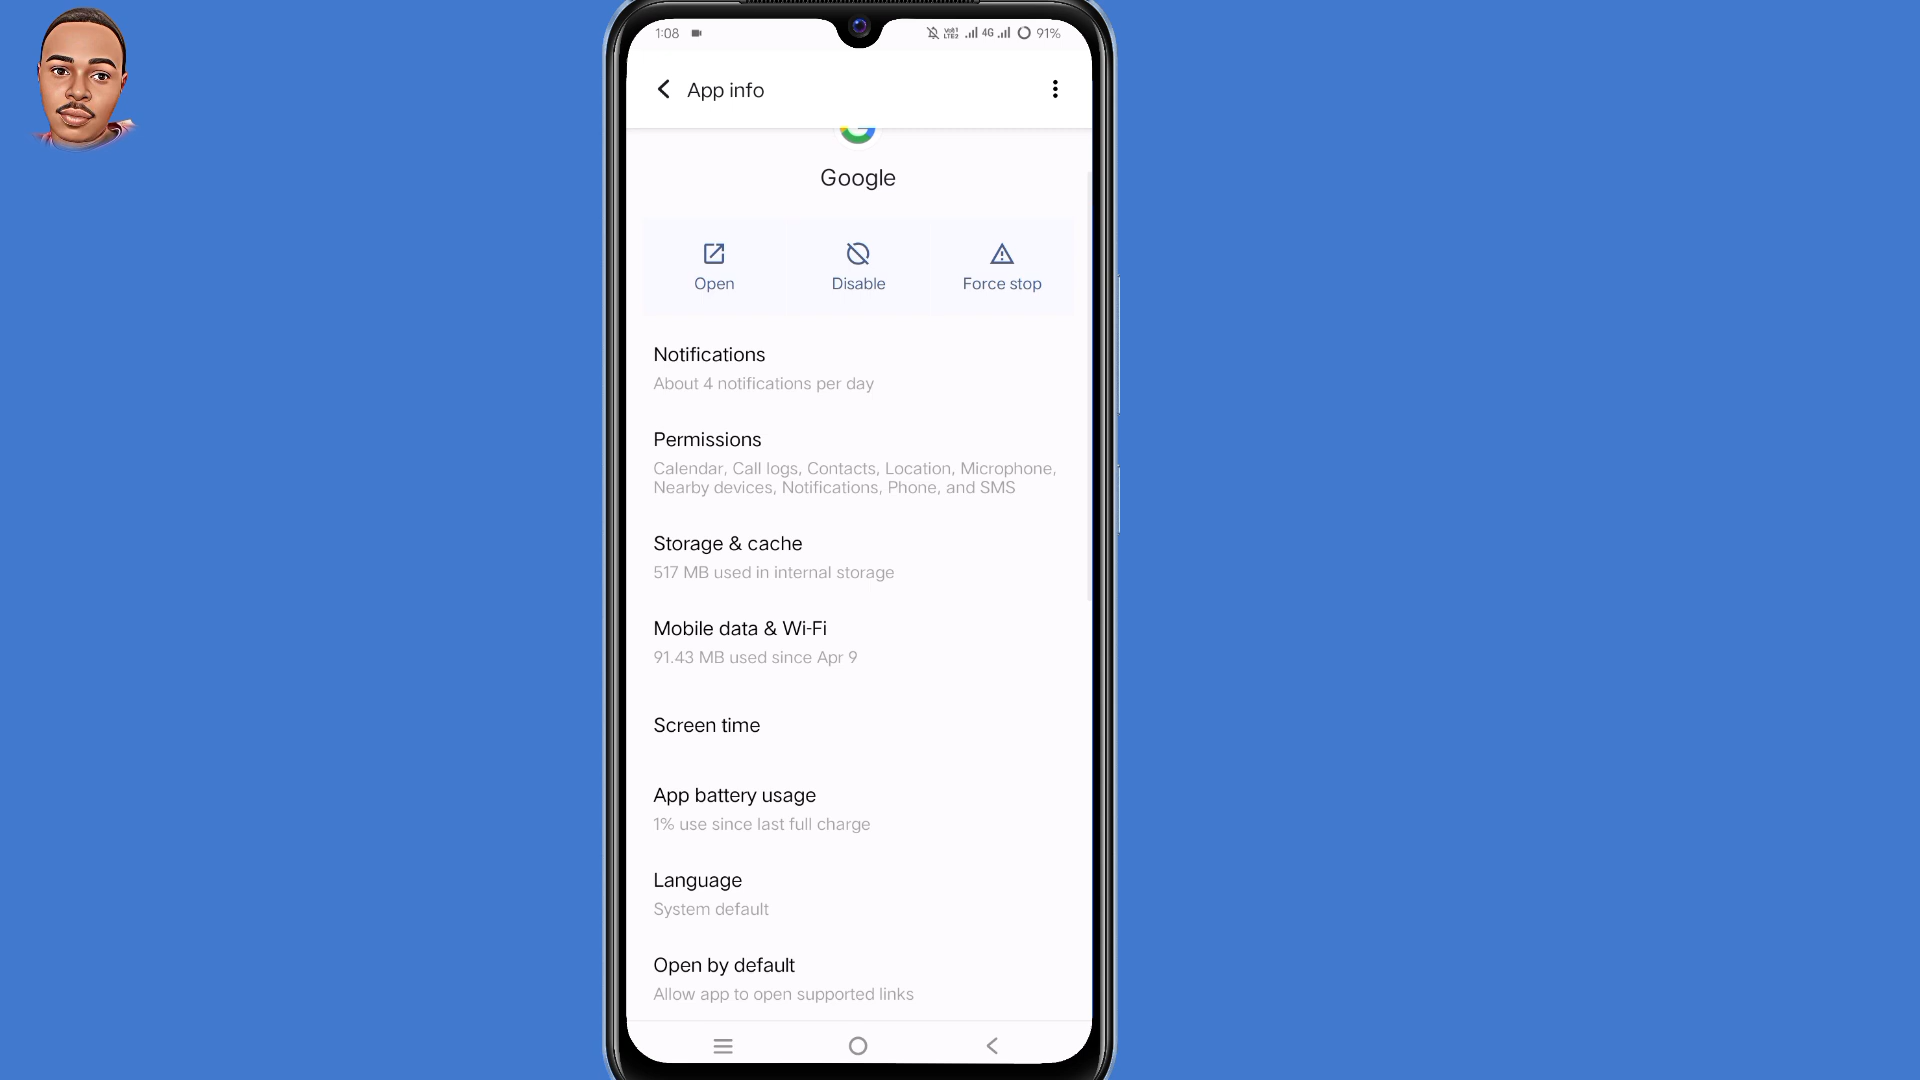 1:08
4G
91%
App info
Google
Open
Disable
Force stop
Notifications
About 4 notifications per day
Permissions
Calendar, Call logs, Contacts, Location, Microphone,
Nearby devices, Notifications, Phone, and SMS
Storage & cache
517 MB used in internal storage
Mobile data & Wi-Fi
91.43 MB used since Apr 9
Screen time
App battery usage
1% use since last full charge
Language
System default
Open by default
Allow app to open supported links